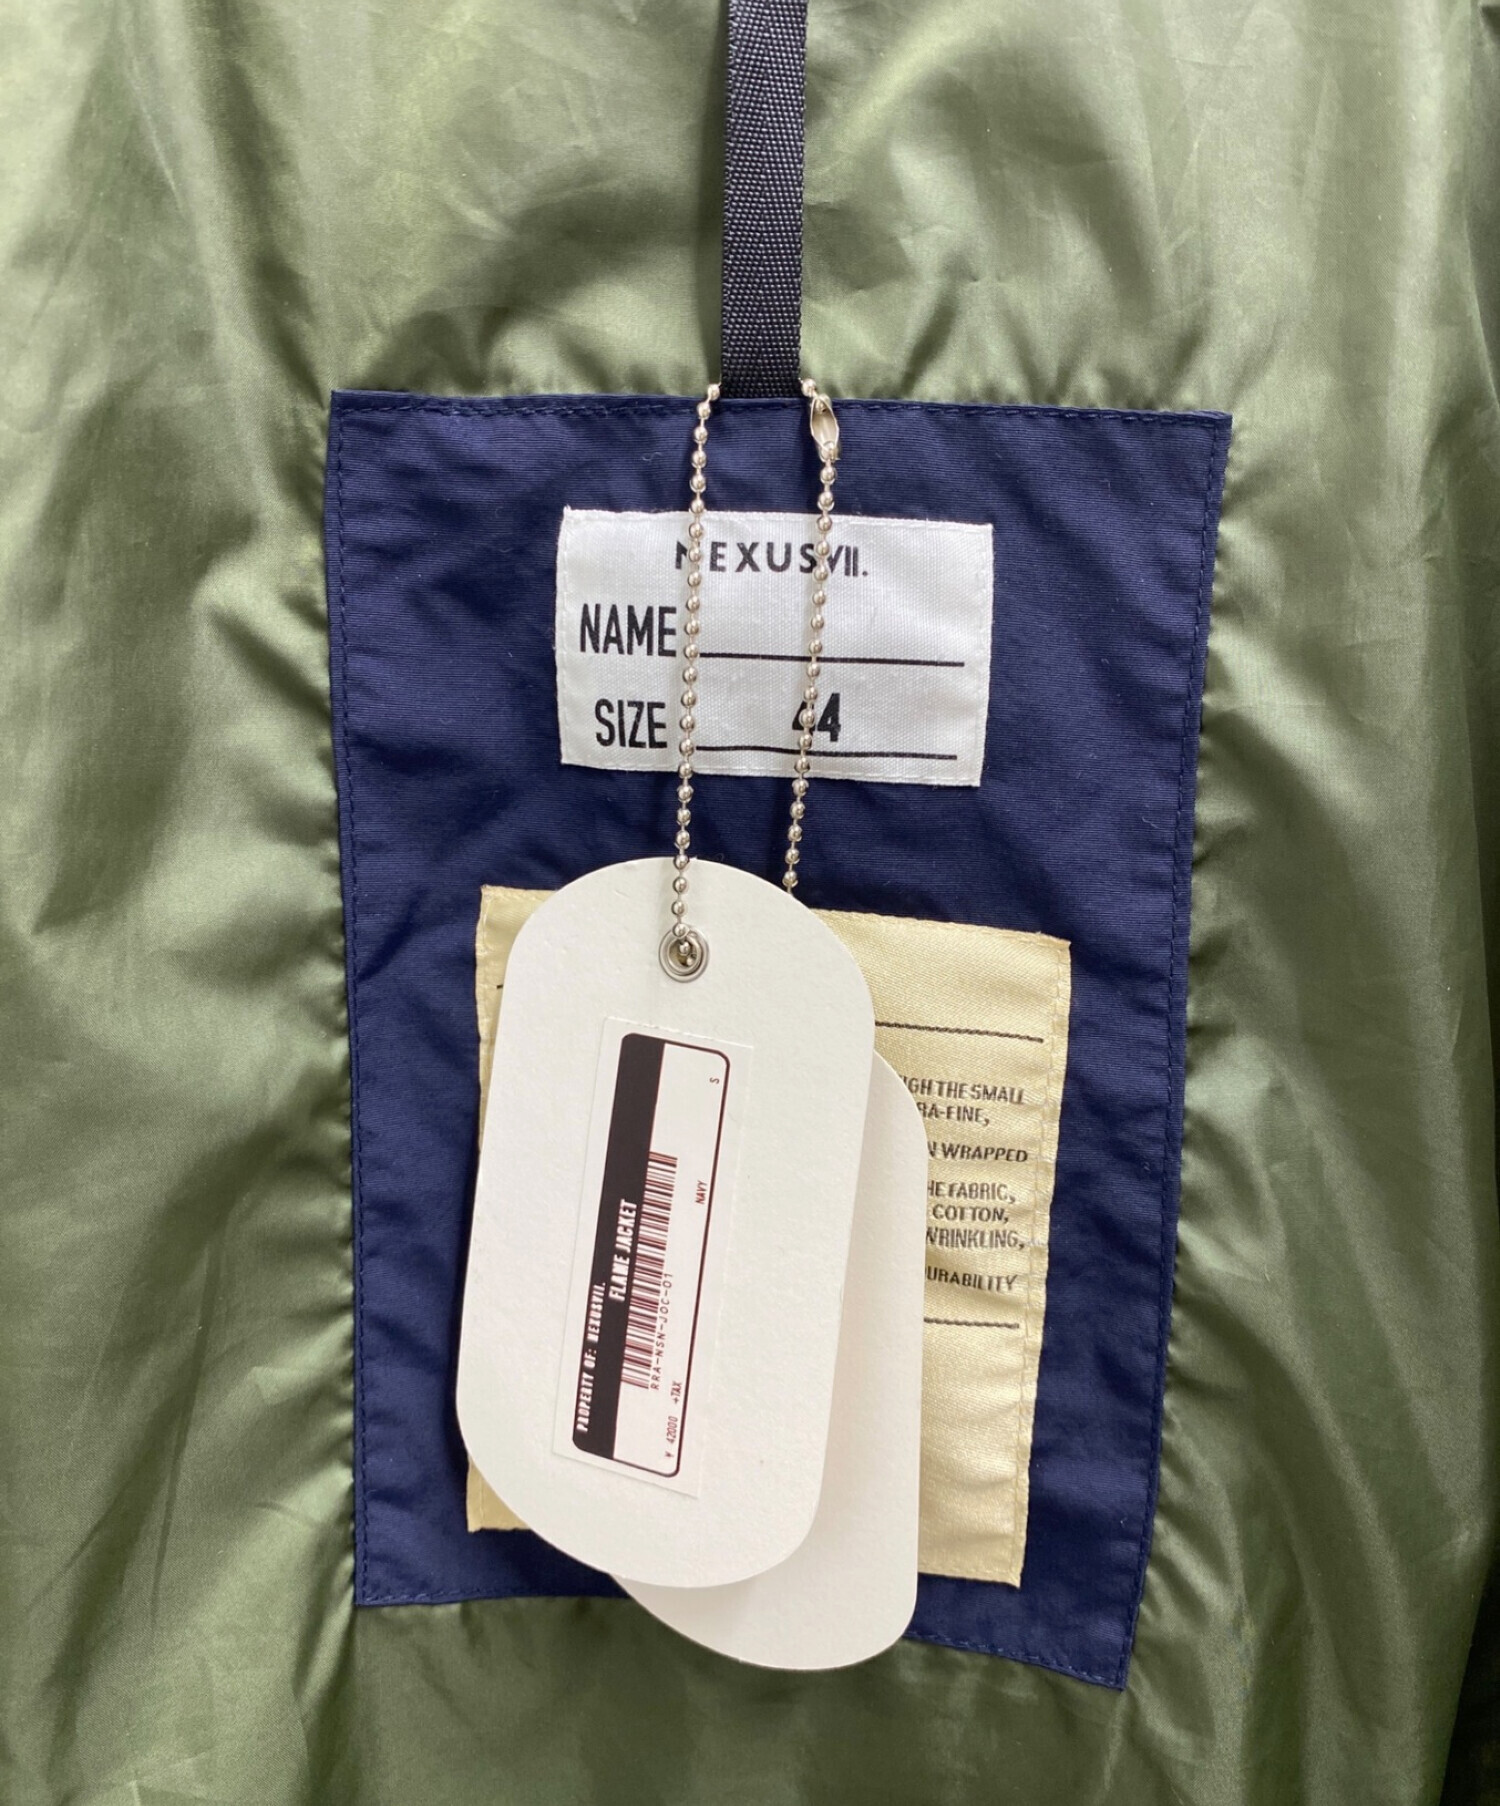 NEXUSVII.
NAME
SIZE 44
IGH THE SMALL
RA-FINE,
N WRAPPED
HE FABRIC,
COTTON,
WRINKLING,
URABILITY
PROPERTY OF: NEXUSVII.
FLAME JACKET
RRA-NSN-JOC-01
NAVY
S
¥ 42000 +TAX